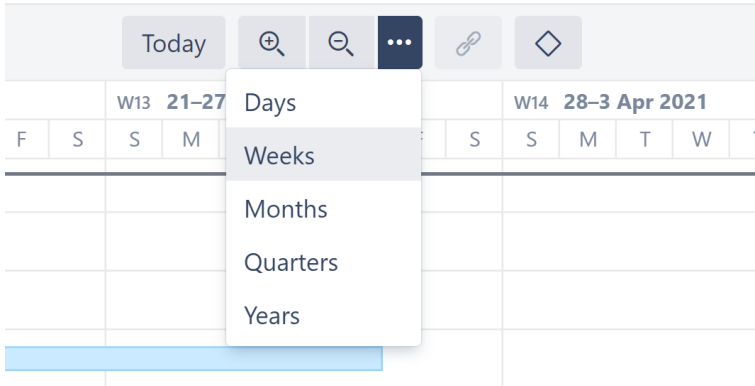 Today
W13 21–27
W14 28–3 Apr 2021
F S S M S S M T W
Days
Weeks
Months
Quarters
Years